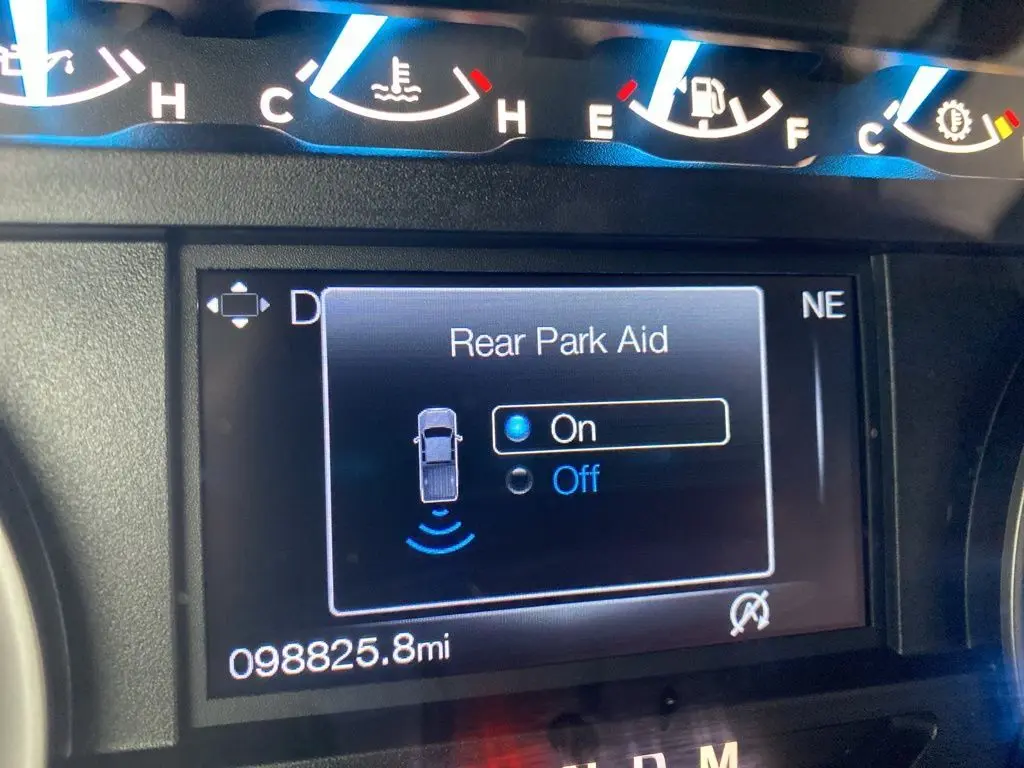 H
C
H
E
F
C
D
NE
Rear Park Aid
On
Off
098825.8mi
N D M